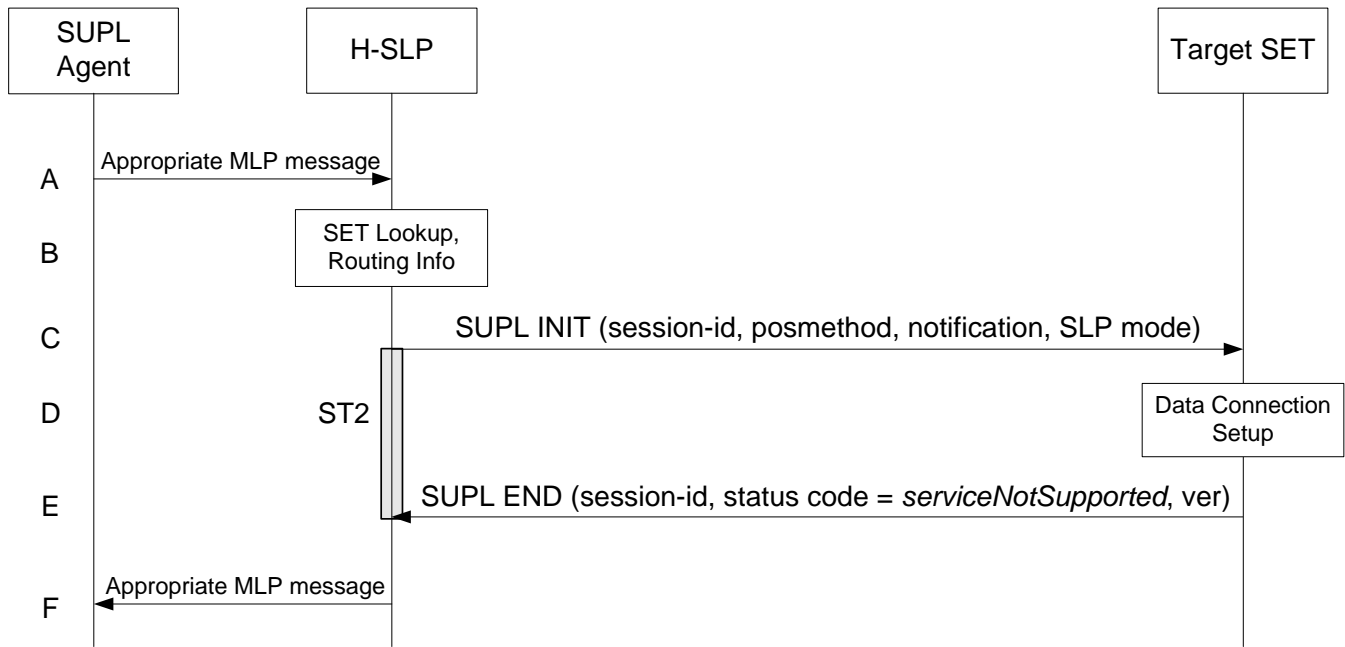 SUPL
Agent
H-SLP
Target SET
A
Appropriate MLP message
B
SET Lookup,
Routing Info
C
SUPL INIT (session-id, posmethod, notification, SLP mode)
D
ST2
Data Connection
Setup
E
SUPL END (session-id, status code = serviceNotSupported, ver)
F
Appropriate MLP message